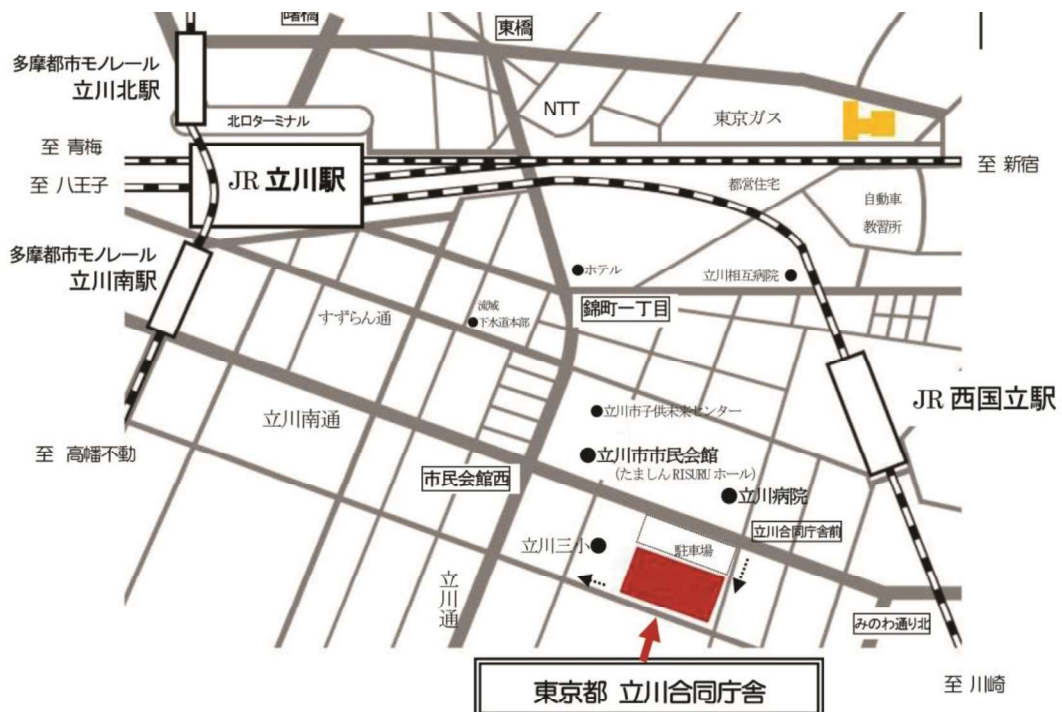 曙橋
東橋
多摩都市モノレール
立川北駅
NTT
北口ターミナル
東京ガス
至 青梅
至 八王子
JR 立川駅
至 新宿
都営住宅
自動車
教習所
多摩都市モノレール
立川南駅
ホテル
立川相互病院
すずらん通
流域
下水道本部
錦町一丁目
立川南通
立川市子供未来センター
JR 西国立駅
至 高幡不動
市民会館西
立川市市民会館
(たましん RISURU ホール)
立川病院
立川合同庁舎前
立川三小
駐車場
立川通
みのわ通り北
東京都 立川合同庁舎
至 川崎